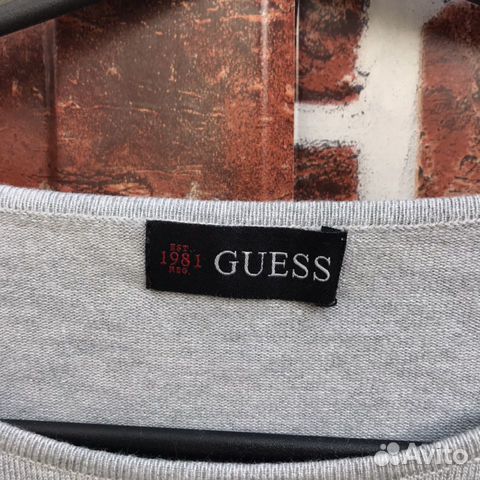 EST.
1981
REG.
GUESS
Avito